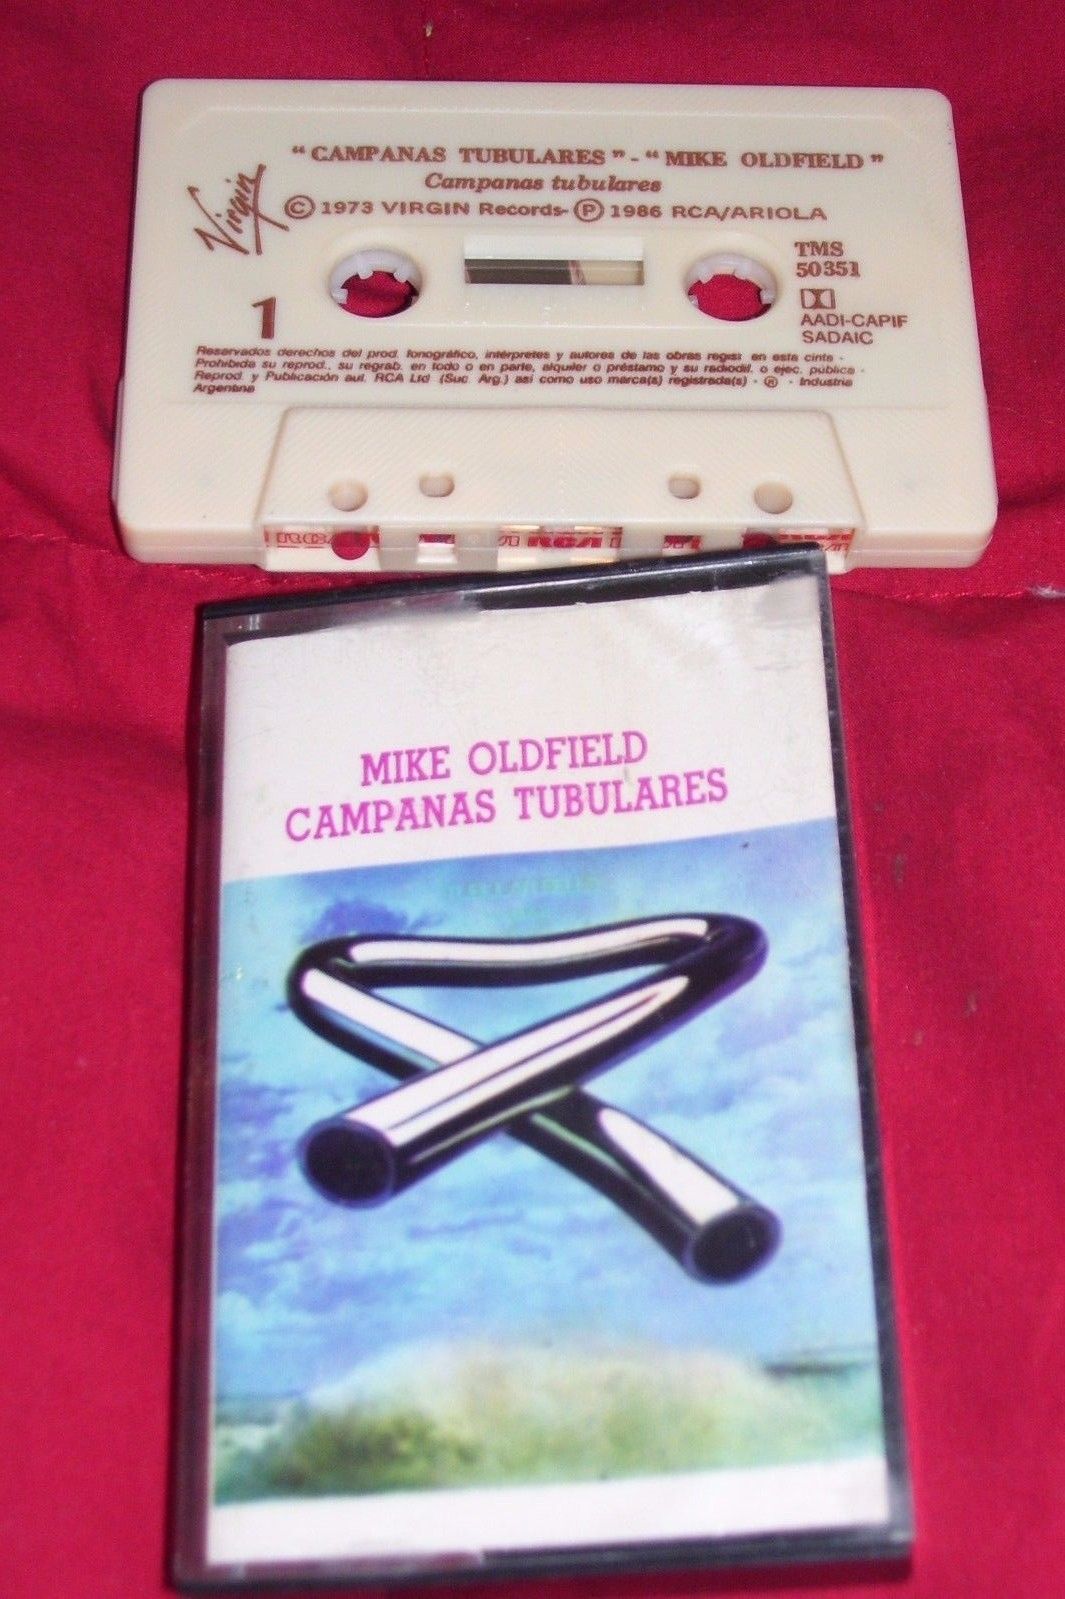 Virgin
“CAMPANAS TUBULARES” - “MIKE OLDFIELD”
Campanas tubulares
© 1973 VIRGIN Records- ℗ 1986 RCA/ARIOLA
TMS
50351
AADI-CAPIF
SADAIC
1
Reservados derechos del prod. fonográfico, intérpretes y autores de las obras regist. en esta cinta -
Prohibida su reprod., su regrab. en todo o en parte, alquiler o préstamo y su radiodif. o ejec. pública -
Reprod. y Publicación aut. RCA Ltd (Suc. Arg.) así como uso marca(s) registrada(s) - ® - Industria
Argentina
RCA RCA
MIKE OLDFIELD
CAMPANAS TUBULARES